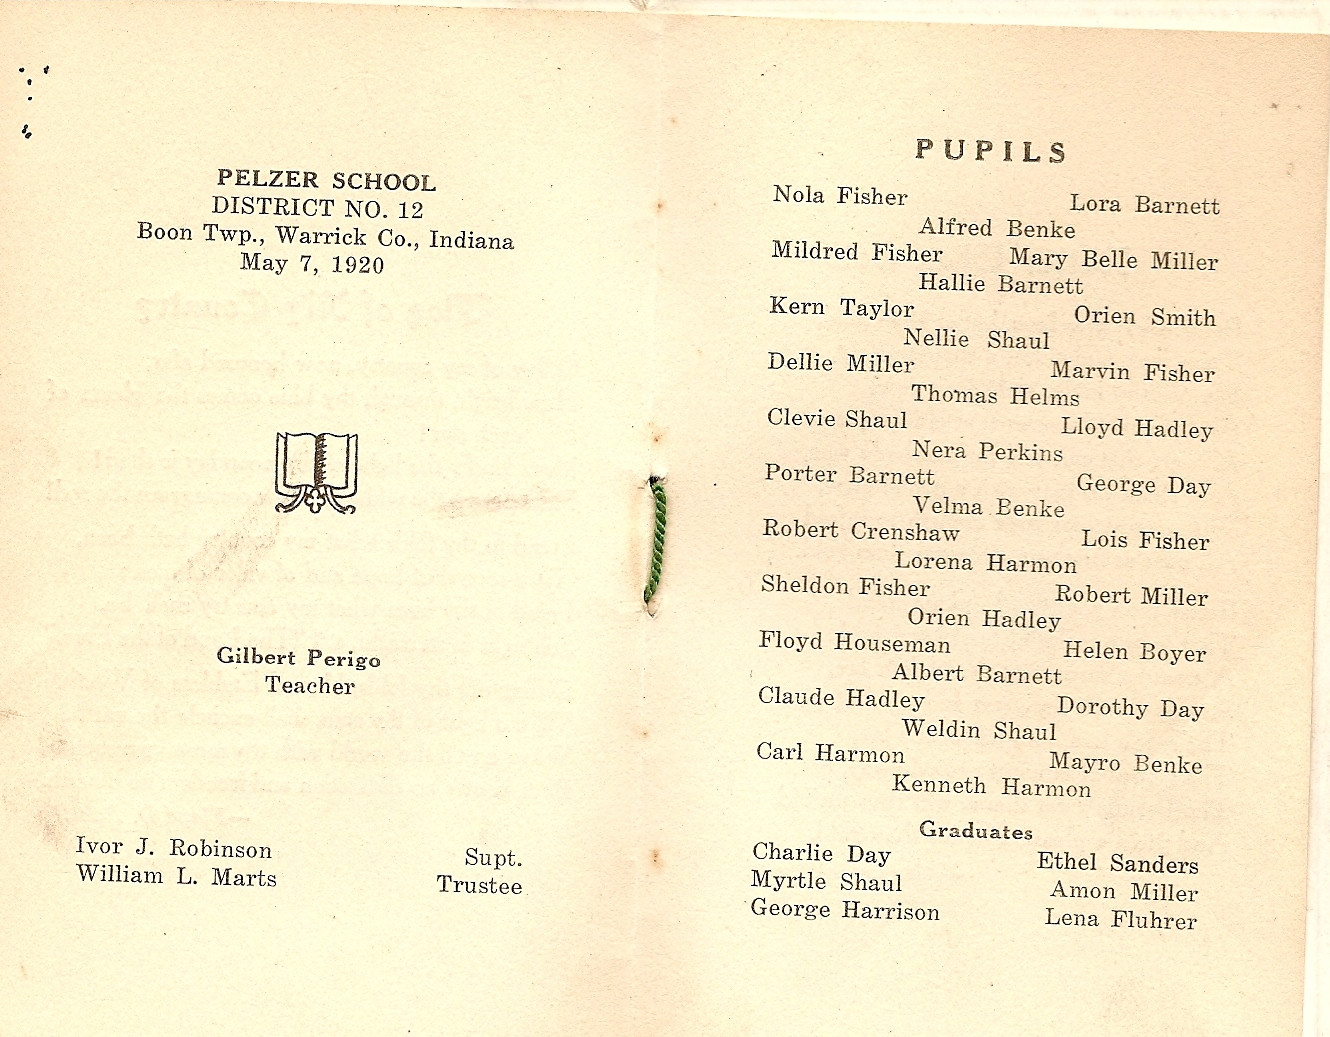 PELZER SCHOOL
DISTRICT NO. 12
Boon Twp., Warrick Co., Indiana
May 7, 1920
Gilbert Perigo
Teacher
Ivor J. Robinson Supt.
William L. Marts Trustee
PUPILS
Nola Fisher Lora Barnett
Alfred Benke
Mildred Fisher Mary Belle Miller
Hallie Barnett
Kern Taylor Orien Smith
Nellie Shaul
Dellie Miller Marvin Fisher
Thomas Helms
Clevie Shaul Lloyd Hadley
Nera Perkins
Porter Barnett George Day
Velma Benke
Robert Crenshaw Lois Fisher
Lorena Harmon
Sheldon Fisher Robert Miller
Orien Hadley
Floyd Houseman Helen Boyer
Albert Barnett
Claude Hadley Dorothy Day
Weldin Shaul
Carl Harmon Mayro Benke
Kenneth Harmon
Graduates
Charlie Day Ethel Sanders
Myrtle Shaul Amon Miller
George Harrison Lena Fluhrer